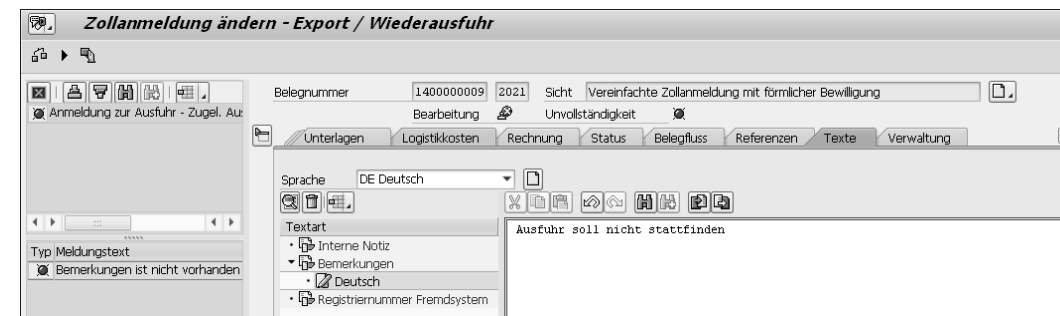 Zollanmeldung ändern - Export / Wiederausfuhr
Belegnummer 1400000009 2021 Sicht Vereinfachte Zollanmeldung mit förmlicher Bewilligung
Anmeldung zur Ausfuhr - Zugel. Au
Bearbeitung Unvollständigkeit
Unterlagen Logistikkosten Rechnung Status Belegfluss Referenzen Texte Verwaltung
Sprache DE Deutsch
Textart
Ausfuhr soll nicht stattfinden
Interne Notiz
Bemerkungen
Deutsch
Registriernummer Fremdsystem
Typ Meldungstext
Bemerkungen ist nicht vorhanden